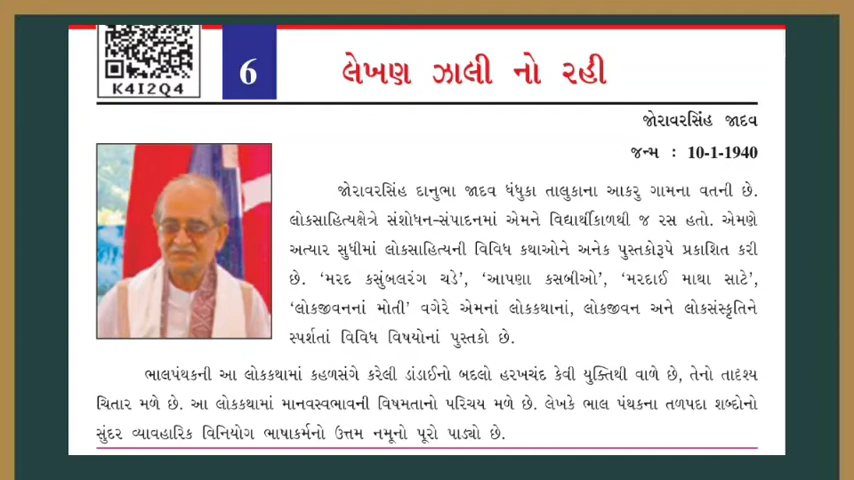 K4I2Q4
6
લેખણ ઝાલી નો રહી
જોરાવરસિંહ જાદવ
જન્મ : 10-1-1940
જોરાવરસિંહ દાનુભા જાદવ ધંધુકા તાલુકાના આકરુ ગામના વતની છે.
લોકસાહિત્યક્ષેત્રે સંશોધન-સંપાદનમાં એમને વિદ્યાર્થીકાળથી જ રસ હતો. એમણે
અત્યાર સુધીમાં લોકસાહિત્યની વિવિધ કથાઓને અનેક પુસ્તકોરૂપે પ્રકાશિત કરી
છે. ‘મરદ કસુંબલરંગ ચડે’, ‘આપણા કસબીઓ’, ‘મરદાઈ માથા સાટે’,
‘લોકજીવનનાં મોતી’ વગેરે એમનાં લોકકથાનાં, લોકજીવન અને લોકસંસ્કૃતિને
સ્પર્શતાં વિવિધ વિષયોનાં પુસ્તકો છે.
ભાલપંથકની આ લોકકથામાં કહળસંગે કરેલી ડાંડાઈનો બદલો હરખચંદ કેવી યુક્તિથી વાળે છે, તેનો તાદૃશ્ય
ચિતાર મળે છે. આ લોકકથામાં માનવસ્વભાવની વિષમતાનો પરિચય મળે છે. લેખકે ભાલ પંથકના તળપદા શબ્દોનો
સુંદર વ્યાવહારિક વિનિયોગ ભાષાકર્મનો ઉત્તમ નમૂનો પૂરો પાડ્યો છે.